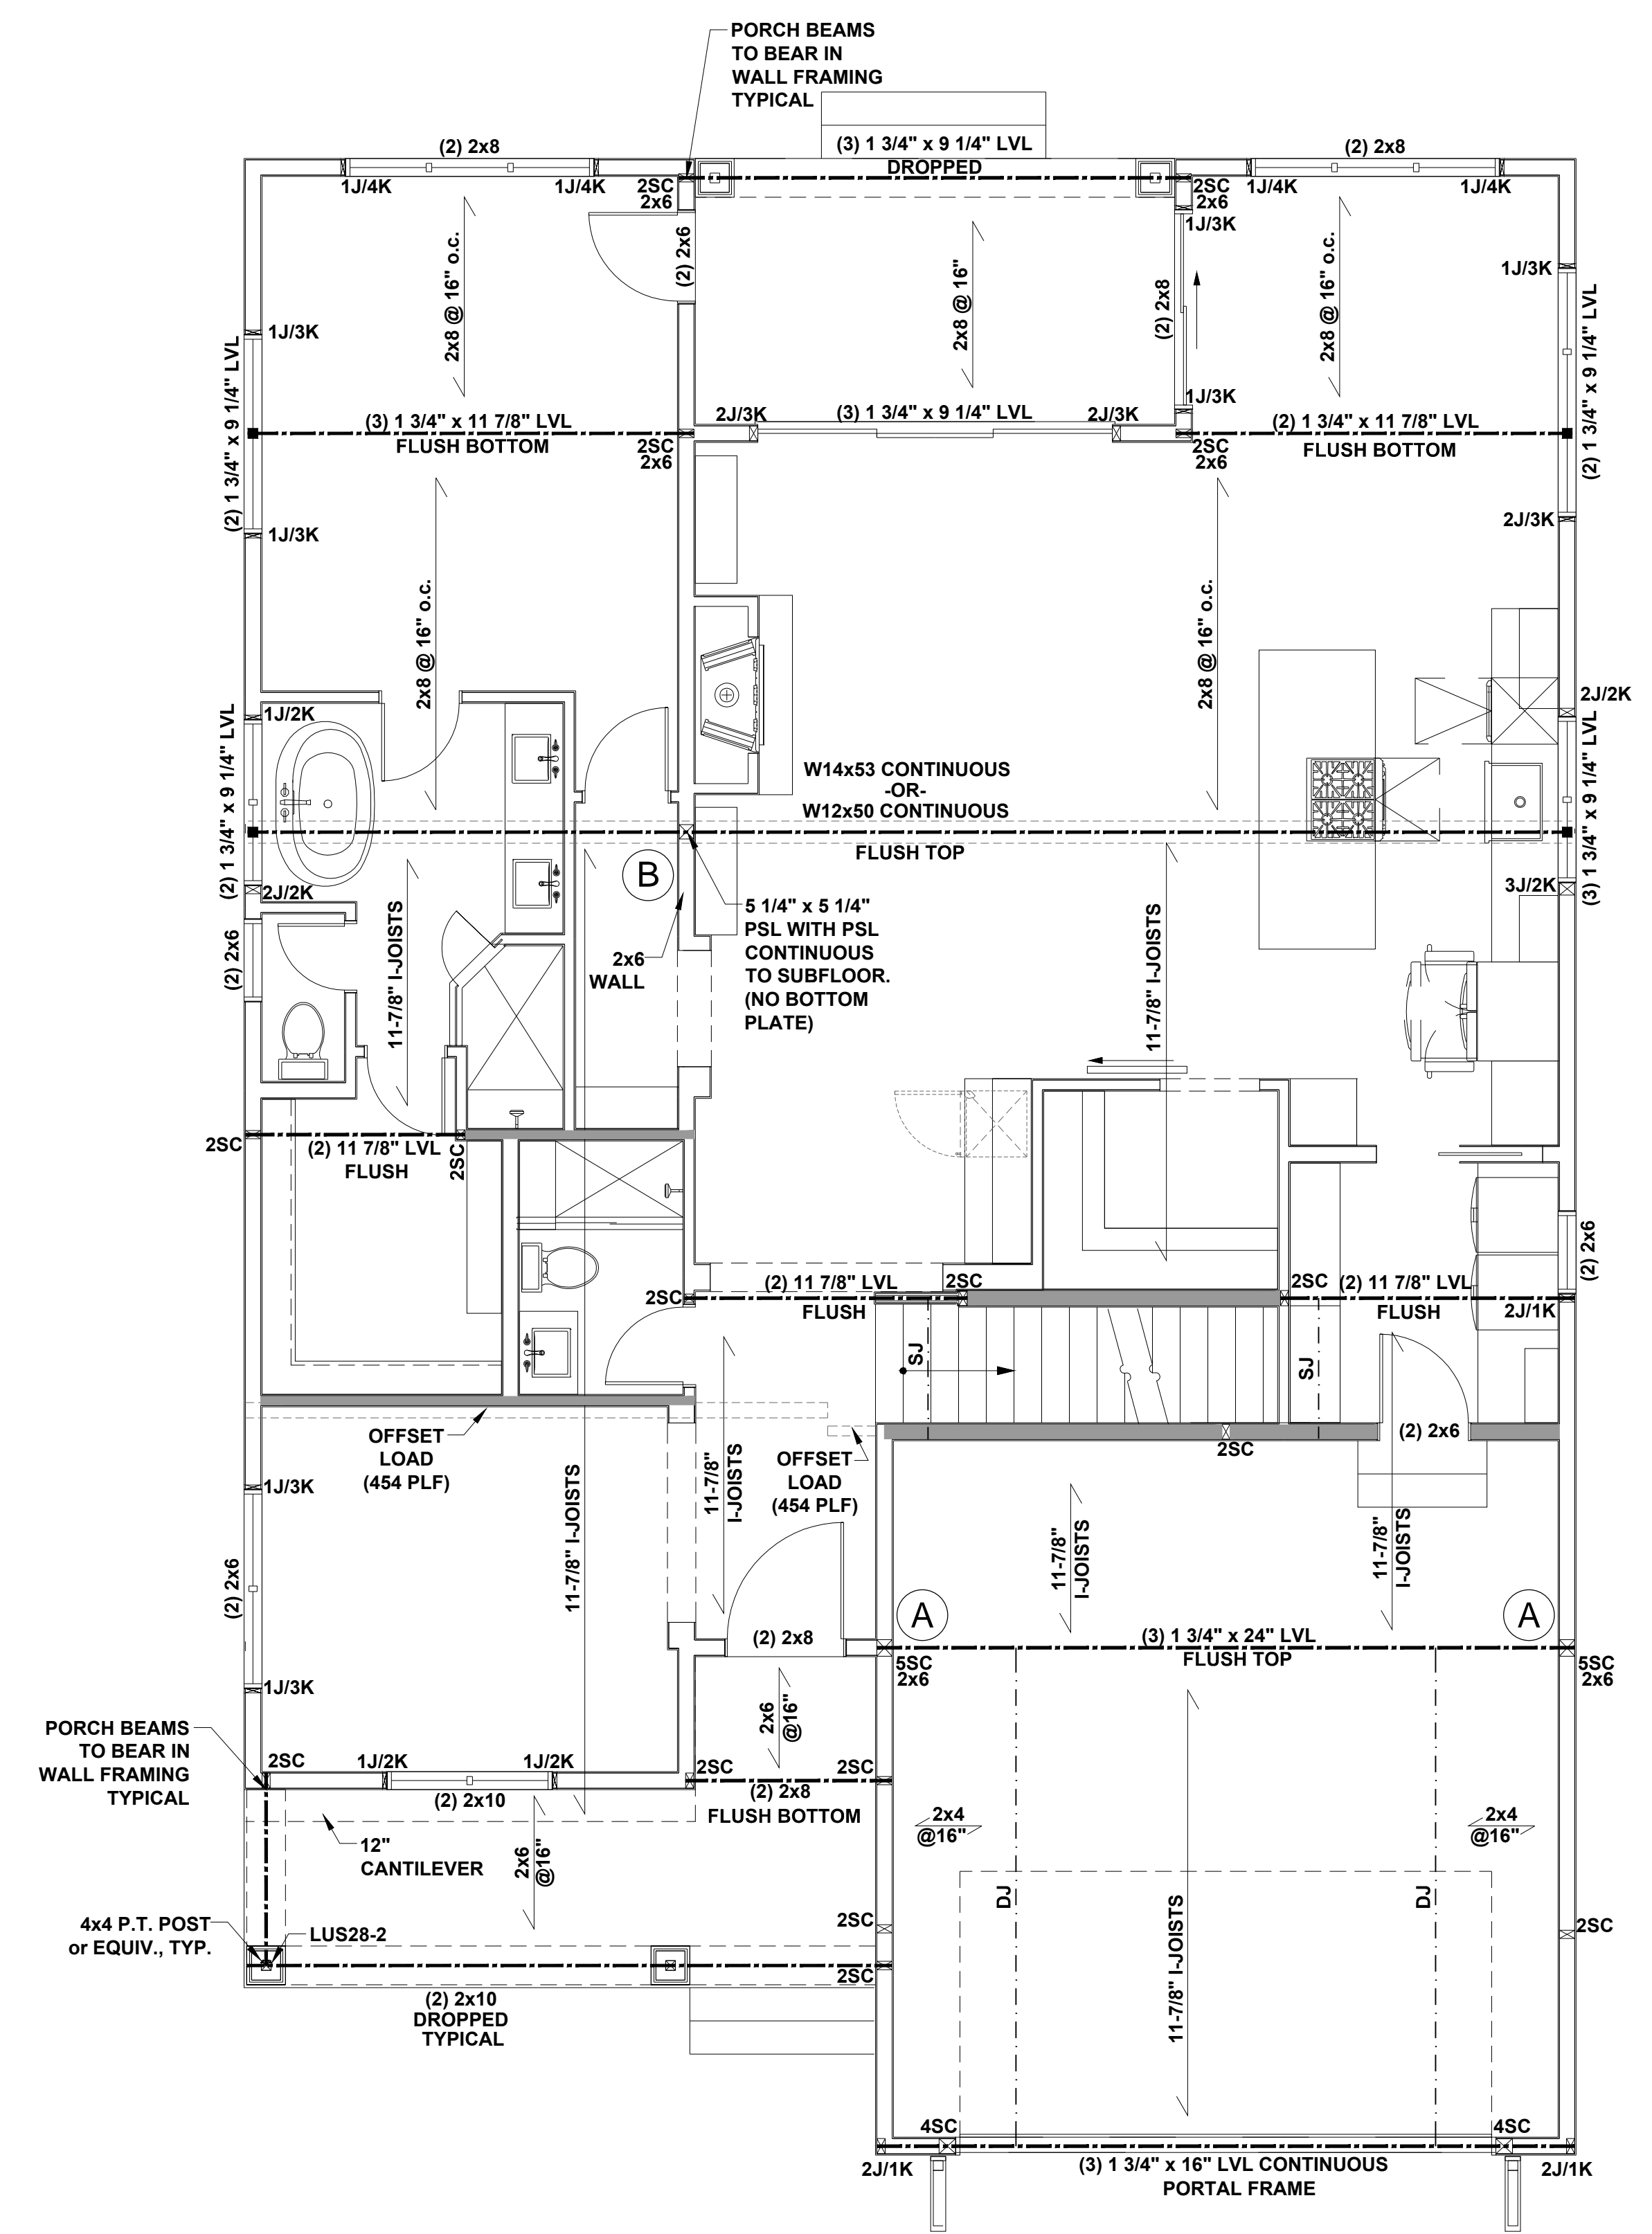 PORCH BEAMS
TO BEAR IN
WALL FRAMING
TYPICAL
(2) 2x8
(3) 1 3/4" x 9 1/4" LVL
DROPPED
(2) 2x8
1J/4K
1J/4K
2SC
2x6
2SC
2x6
1J/4K
1J/4K
1J/3K
(2) 2x6
2x8 @ 16" o.c.
2x8 @ 16"
(2) 2x8
2x8 @ 16" o.c.
1J/3K
(2) 1 3/4" x 9 1/4" LVL
1J/3K
(2) 1 3/4" x 9 1/4" LVL
1J/3K
(3) 1 3/4" x 11 7/8" LVL
FLUSH BOTTOM
2SC
2x6
2J/3K
(3) 1 3/4" x 9 1/4" LVL
2J/3K
2SC
2x6
(2) 1 3/4" x 11 7/8" LVL
FLUSH BOTTOM
1J/3K
2J/3K
2x8 @ 16" o.c.
2x8 @ 16" o.c.
1J/2K
(2) 1 3/4" x 9 1/4" LVL
2J/2K
W14x53 CONTINUOUS
-OR-
W12x50 CONTINUOUS
FLUSH TOP
2J/2K
(3) 1 3/4" x 9 1/4" LVL
3J/2K
B
(2) 2x6
11-7/8" I-JOISTS
2x6
WALL
5 1/4" x 5 1/4"
PSL WITH PSL
CONTINUOUS
TO SUBFLOOR.
(NO BOTTOM
PLATE)
11-7/8" I-JOISTS
2SC
(2) 11 7/8" LVL
FLUSH
2SC
(2) 2x6
2SC
(2) 11 7/8" LVL
FLUSH
2SC
2SC
(2) 11 7/8" LVL
FLUSH
2J/1K
SJ
SJ
OFFSET
LOAD
(454 PLF)
11-7/8"
I-JOISTS
OFFSET
LOAD
(454 PLF)
2SC
(2) 2x6
1J/3K
(2) 2x6
1J/3K
11-7/8" I-JOISTS
11-7/8"
I-JOISTS
11-7/8"
I-JOISTS
A
A
(2) 2x8
(3) 1 3/4" x 24" LVL
FLUSH TOP
5SC
2x6
5SC
2x6
2x6
@16"
PORCH BEAMS
TO BEAR IN
WALL FRAMING
TYPICAL
2SC
1J/2K
1J/2K
(2) 2x10
2SC
2SC
(2) 2x8
FLUSH BOTTOM
12"
CANTILEVER
2x6
@16"
2x4
@16"
2x4
@16"
DJ
DJ
11-7/8" I-JOISTS
4x4 P.T. POST
or EQUIV., TYP.
LUS28-2
2SC
2SC
2SC
(2) 2x10
DROPPED
TYPICAL
4SC
4SC
2J/1K
(3) 1 3/4" x 16" LVL CONTINUOUS
PORTAL FRAME
2J/1K